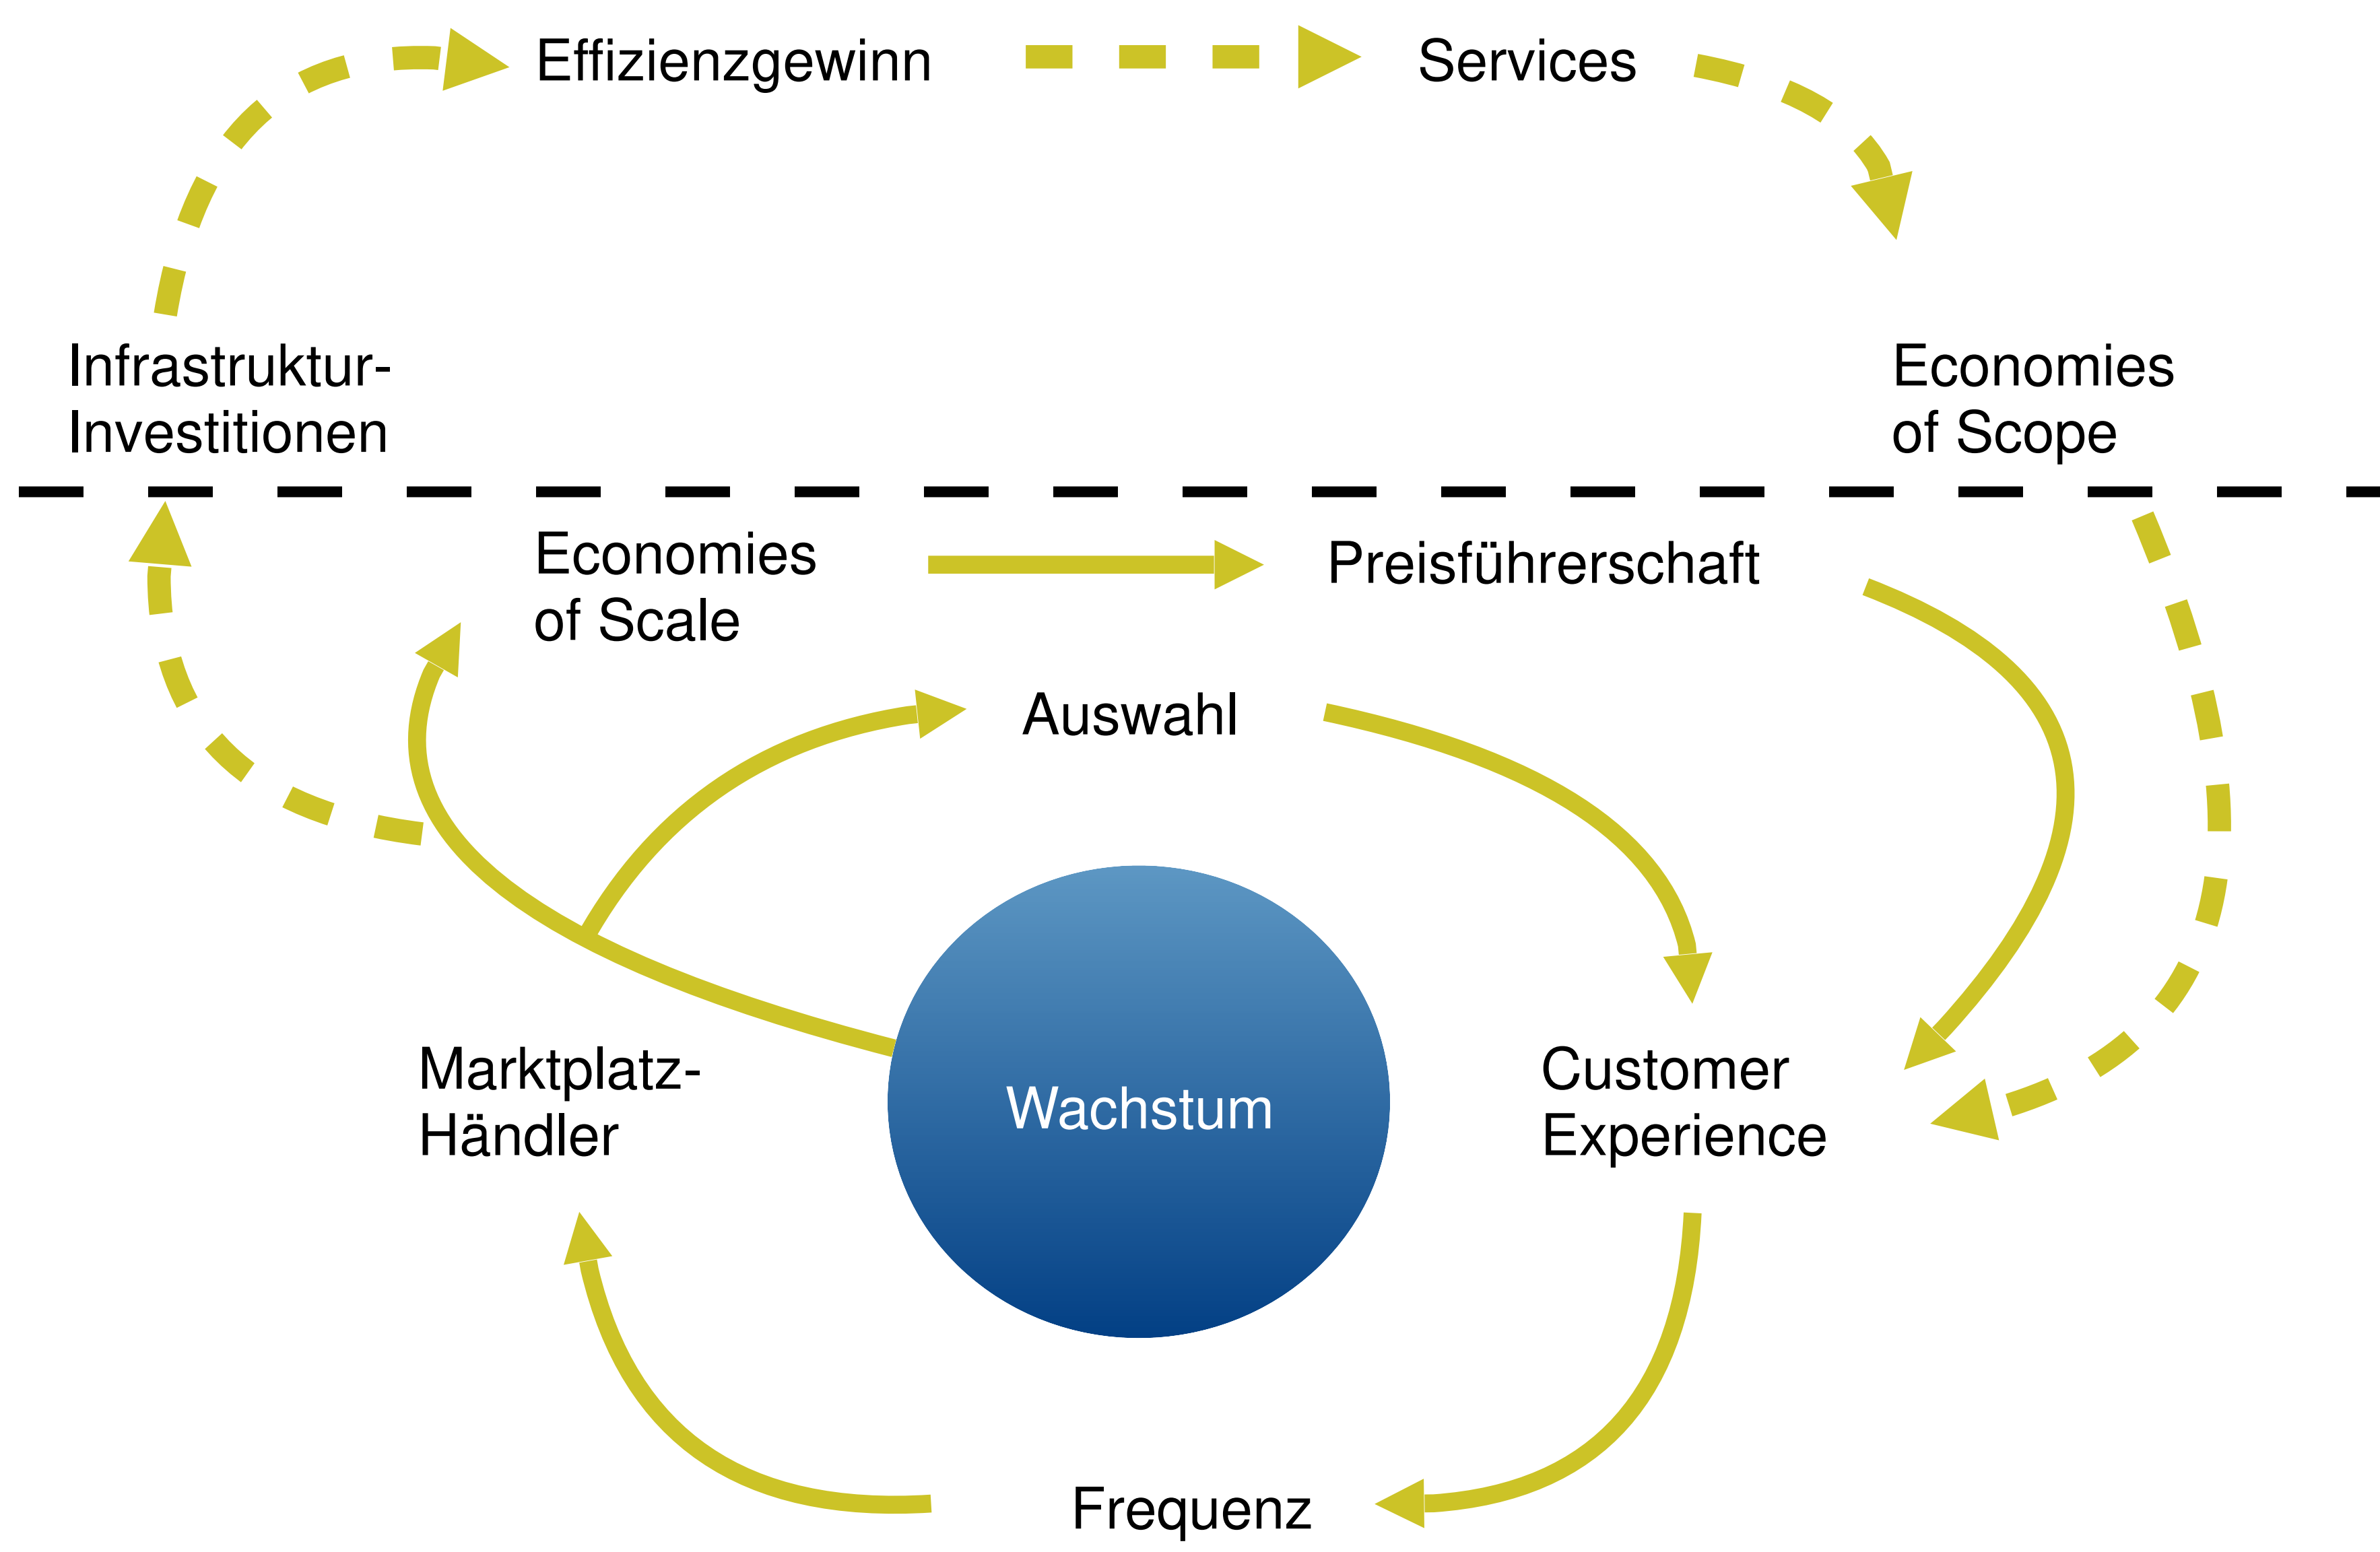 Effizienzgewinn
Services
Infrastruktur-
Investitionen
Economies
of Scope
Economies
of Scale
Preisführerschaft
Auswahl
Marktplatz-
Händler
Wachstum
Customer
Experience
Frequenz